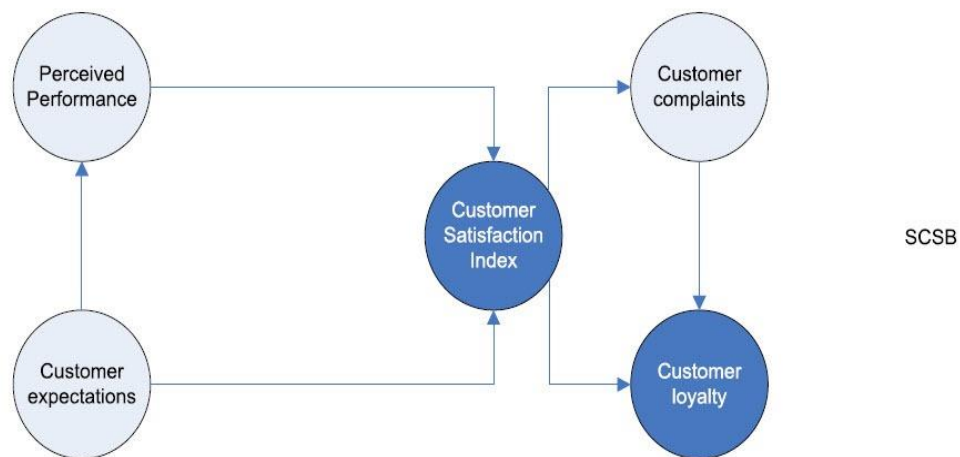 Perceived
Performance
Customer
complaints
Customer
Satisfaction
Index
SCSB
Customer
expectations
Customer
loyalty